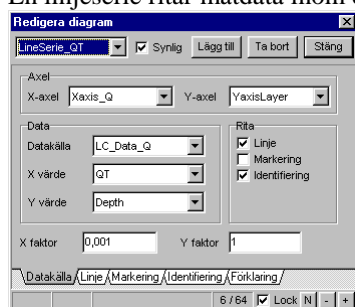 En linjeserie ritar mätdata inom
Redigera diagram
LineSerie_QT Synlig Lägg till Ta bort Stäng
Axel
X-axel Xaxis_Q Y-axel YaxisLayer
Data Rita
Datakälla LC_Data_Q Linje
Markering
X värde QT Identifiering
Y värde Depth
X faktor 0,001 Y faktor 1
Datakälla Linje Markering Identifiering Förklaring
6 / 64 Lock N - +